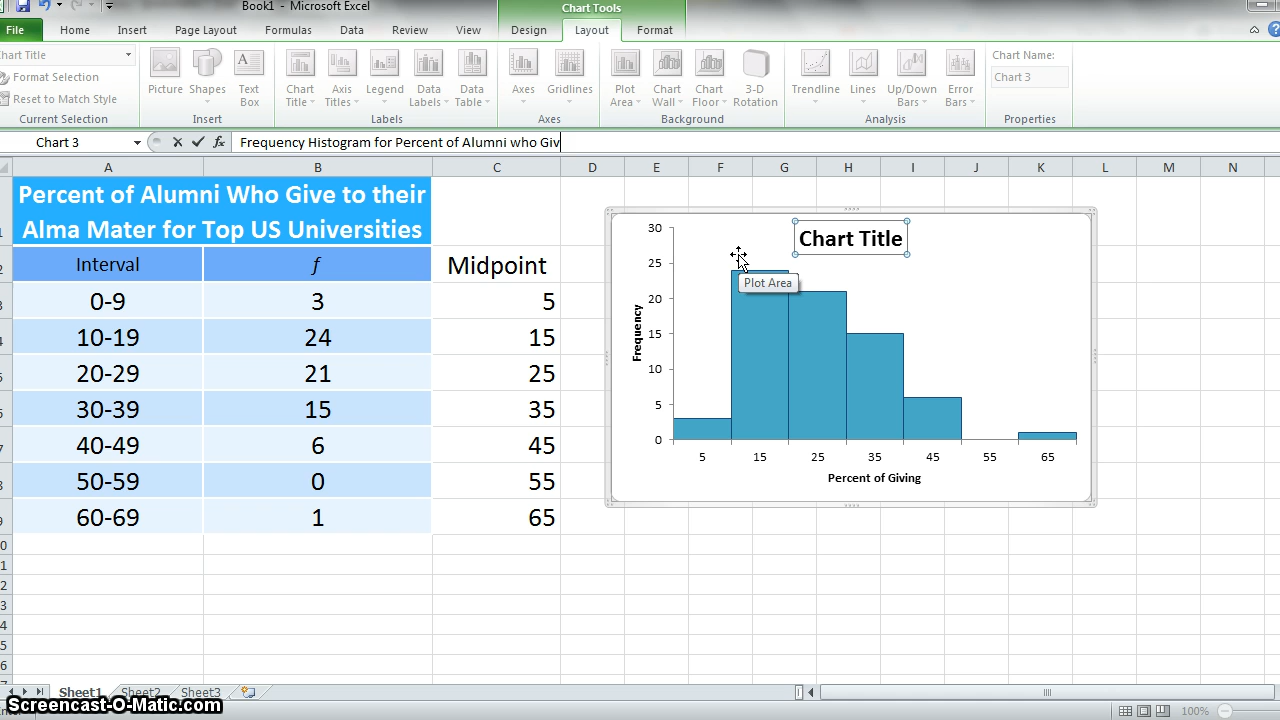 Book1 - Microsoft Excel
Chart Tools
File Home Insert Page Layout Formulas Data Review View Design Layout Format
Chart Title
Format Selection
Reset to Match Style
Current Selection
Picture Shapes Text Box
Insert
Chart Title Axis Titles Legend Data Labels Data Table
Labels
Axes Gridlines
Axes
Plot Area Chart Wall Chart Floor 3-D Rotation
Background
Trendline Lines Up/Down Bars Error Bars
Analysis
Chart Name:
Chart 3
Properties
Chart 3 fx Frequency Histogram for Percent of Alumni who Giv
A B C D E F G H I J K L M N
Percent of Alumni Who Give to their
Alma Mater for Top US Universities
Interval f Midpoint
0-9 3 5
10-19 24 15
20-29 21 25
30-39 15 35
40-49 6 45
50-59 0 55
60-69 1 65
Chart Title
Plot Area
Frequency
30
25
20
15
10
5
0
5 15 25 35 45 55 65
Percent of Giving
Sheet1 Sheet2 Sheet3
Screencast-O-Matic.com
100%